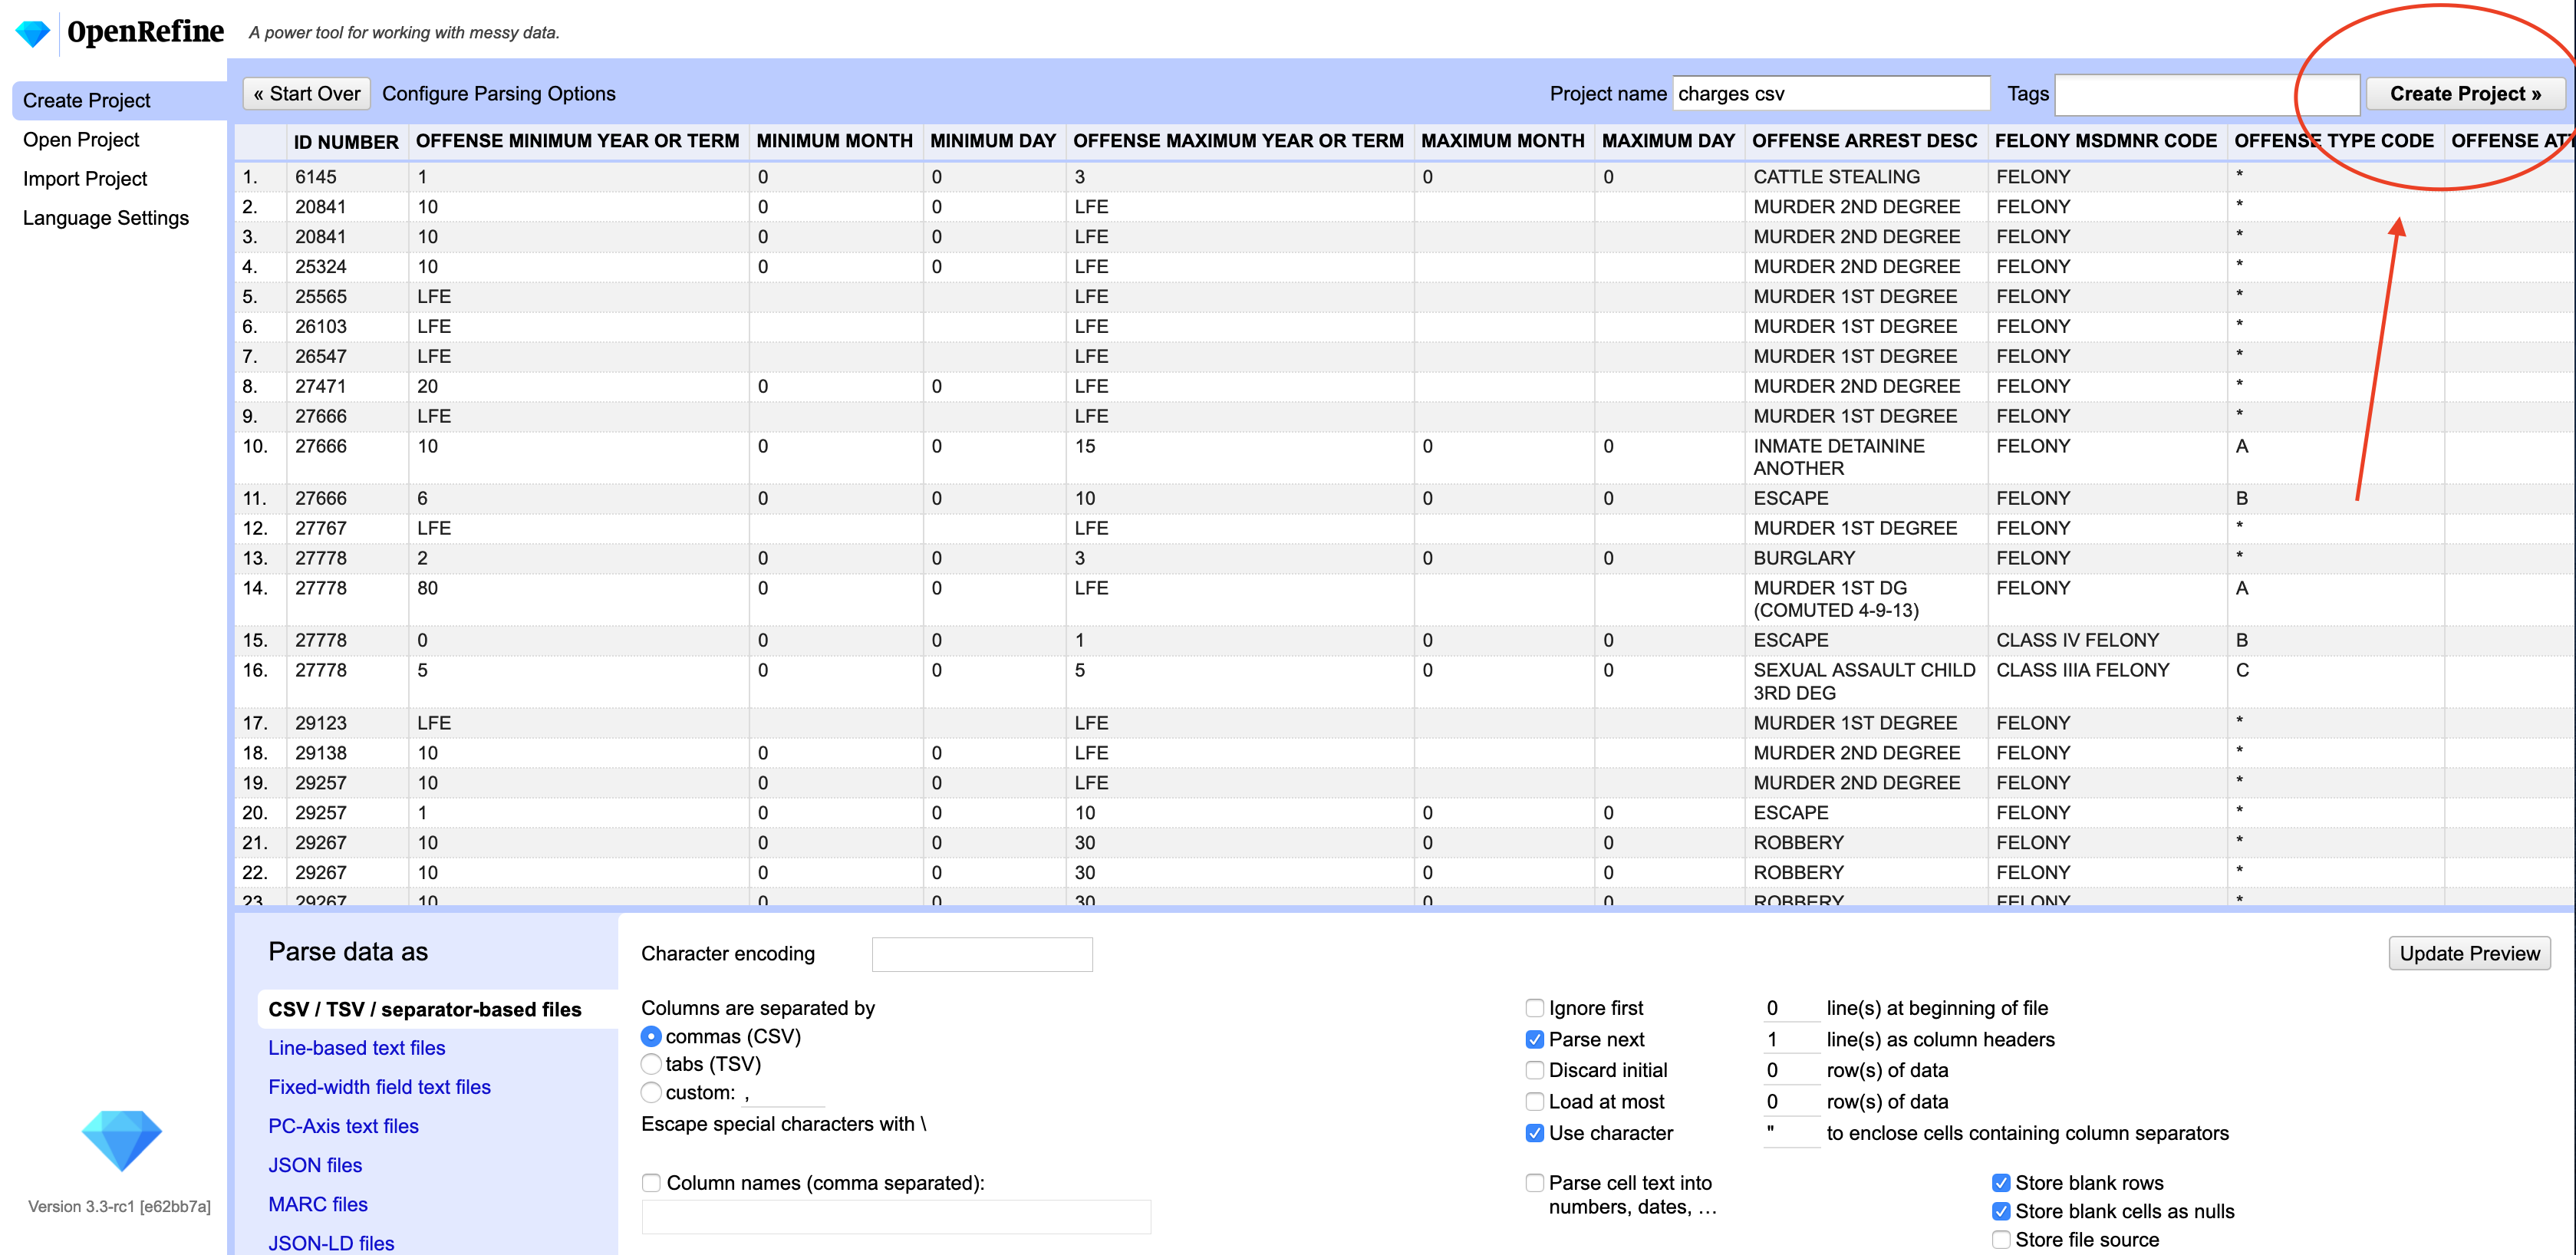 OpenRefine A power tool for working with messy data.
Create Project
Open Project
Import Project
Language Settings
« Start Over Configure Parsing Options Project name charges csv Tags Create Project »
ID NUMBER OFFENSE MINIMUM YEAR OR TERM MINIMUM MONTH MINIMUM DAY OFFENSE MAXIMUM YEAR OR TERM MAXIMUM MONTH MAXIMUM DAY OFFENSE ARREST DESC FELONY MSDMNR CODE OFFENSE TYPE CODE OFFENSE
1. 6145 1 0 0 3 0 0 CATTLE STEALING FELONY *
2. 20841 10 0 0 LFE MURDER 2ND DEGREE FELONY *
3. 20841 10 0 0 LFE MURDER 2ND DEGREE FELONY *
4. 25324 10 0 0 LFE MURDER 2ND DEGREE FELONY *
5. 25565 LFE LFE MURDER 1ST DEGREE FELONY *
6. 26103 LFE LFE MURDER 1ST DEGREE FELONY *
7. 26547 LFE LFE MURDER 1ST DEGREE FELONY *
8. 27471 20 0 0 LFE MURDER 2ND DEGREE FELONY *
9. 27666 LFE LFE MURDER 1ST DEGREE FELONY *
10. 27666 10 0 0 15 0 0 INMATE DETAININE FELONY A
ANOTHER
11. 27666 6 0 0 10 0 0 ESCAPE FELONY B
12. 27767 LFE LFE MURDER 1ST DEGREE FELONY *
13. 27778 2 0 0 3 0 0 BURGLARY FELONY *
14. 27778 80 0 0 LFE MURDER 1ST DG FELONY A
(COMUTED 4-9-13)
15. 27778 0 0 0 1 0 0 ESCAPE CLASS IV FELONY B
16. 27778 5 0 0 5 0 0 SEXUAL ASSAULT CHILD CLASS IIIA FELONY C
3RD DEG
17. 29123 LFE LFE MURDER 1ST DEGREE FELONY *
18. 29138 10 0 0 LFE MURDER 2ND DEGREE FELONY *
19. 29257 10 0 0 LFE MURDER 2ND DEGREE FELONY *
20. 29257 1 0 0 10 0 0 ESCAPE FELONY *
21. 29267 10 0 0 30 0 0 ROBBERY FELONY *
22. 29267 10 0 0 30 0 0 ROBBERY FELONY *
23. 29267 10 0 0 30 0 0 ROBBERY FELONY *
Parse data as
CSV / TSV / separator-based files
Line-based text files
Fixed-width field text files
PC-Axis text files
JSON files
MARC files
JSON-LD files
Version 3.3-rc1 [e62bb7a]
Character encoding Update Preview
Columns are separated by
commas (CSV)
tabs (TSV)
custom: ,
Escape special characters with \
Column names (comma separated):
Ignore first 0 line(s) at beginning of file
Parse next 1 line(s) as column headers
Discard initial 0 row(s) of data
Load at most 0 row(s) of data
Use character " to enclose cells containing column separators
Parse cell text into
numbers, dates, ...
Store blank rows
Store blank cells as nulls
Store file source